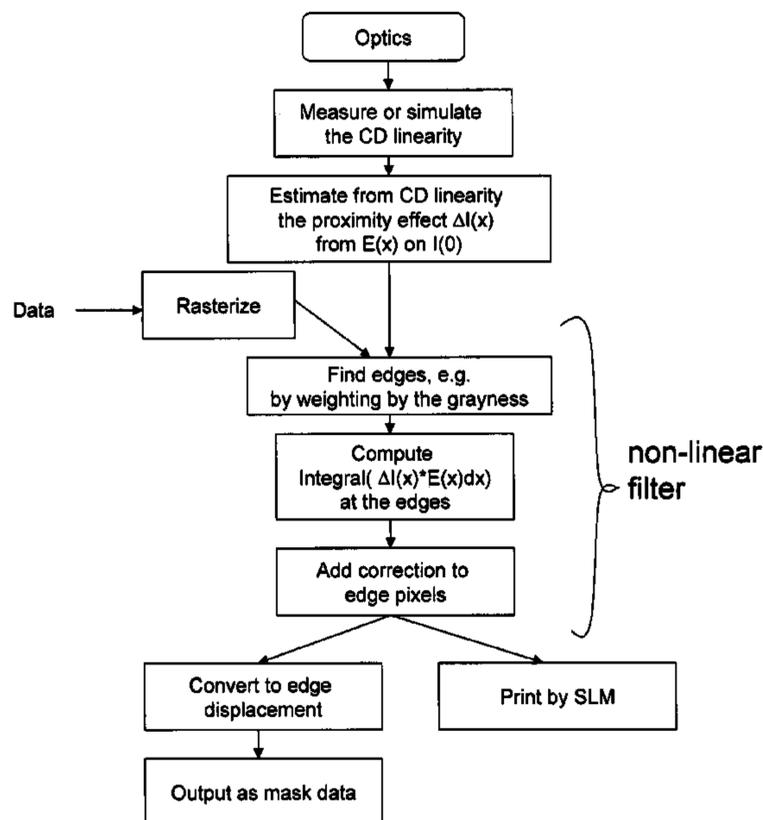 Optics
Measure or simulate
the CD linearity
Estimate from CD linearity
the proximity effect ΔI(x)
from E(x) on I(0)
Data
Rasterize
Find edges, e.g.
by weighting by the grayness
Compute
Integral( ΔI(x)*E(x)dx)
at the edges
non-linear
filter
Add correction to
edge pixels
Convert to edge
displacement
Print by SLM
Output as mask data